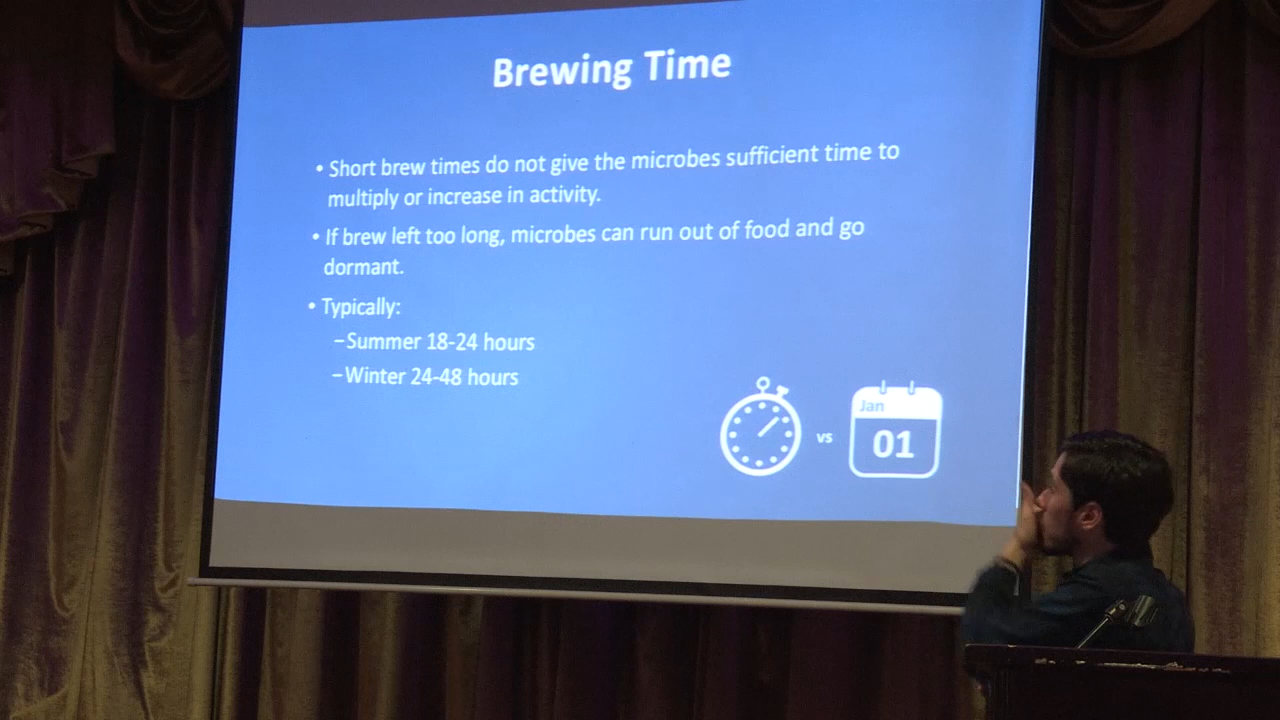 Brewing Time
• Short brew times do not give the microbes sufficient time to
multiply or increase in activity.
• If brew left too long, microbes can run out of food and go
dormant.
• Typically:
–Summer 18-24 hours
–Winter 24-48 hours
Jan
vs
01